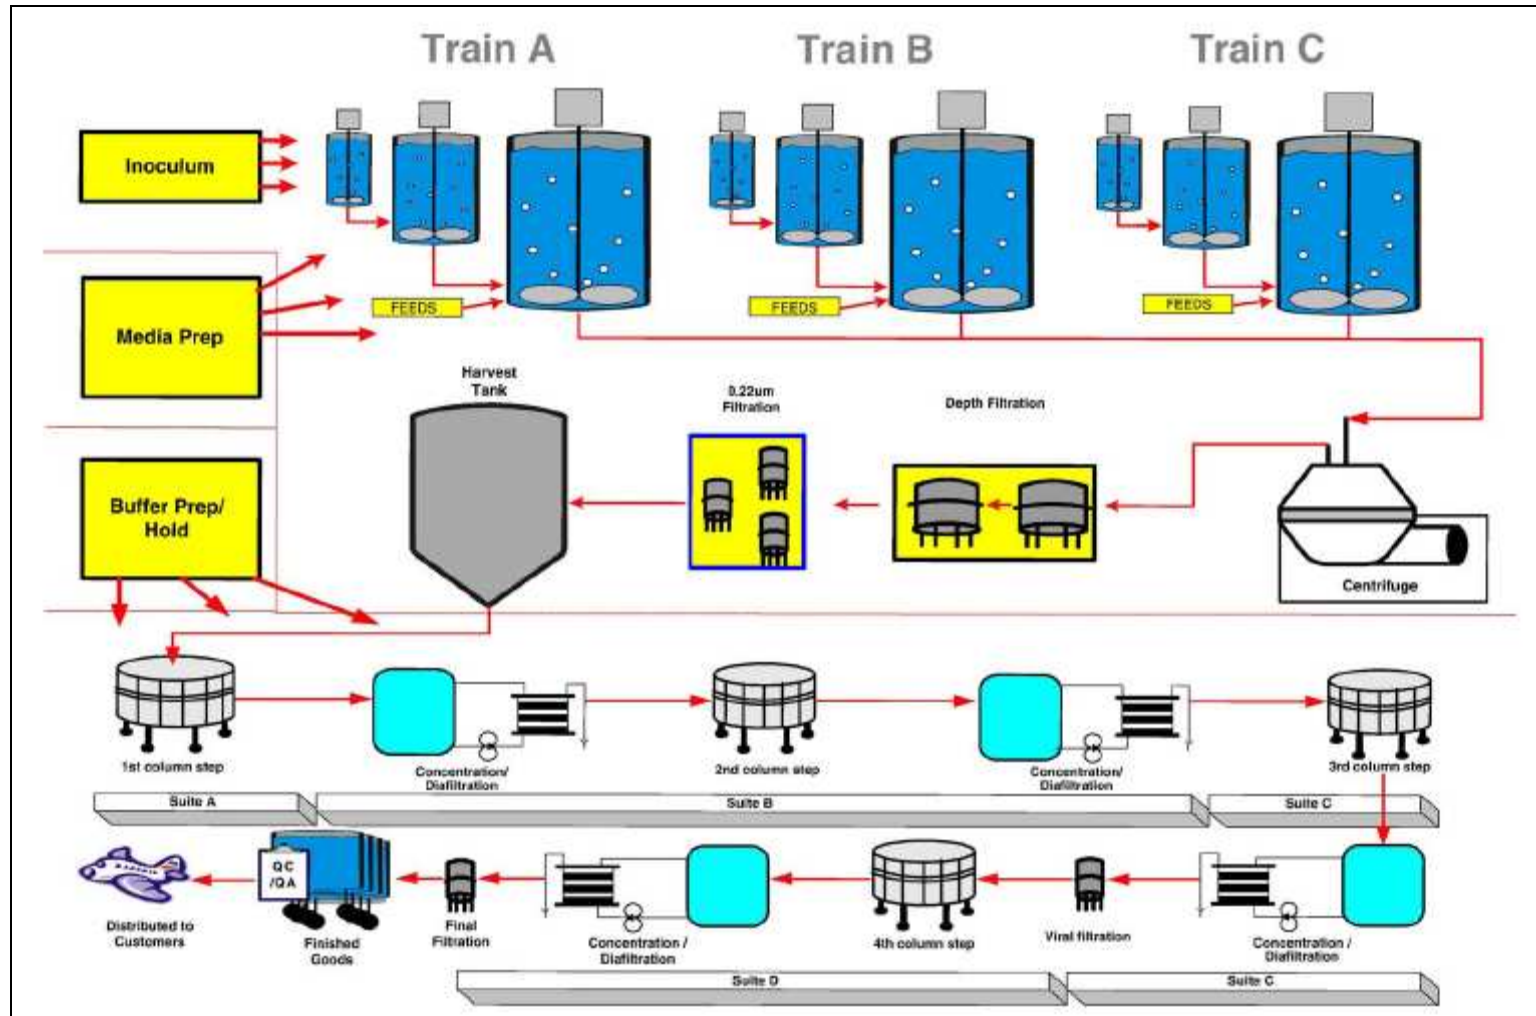 Train A
Train B
Train C
Inoculum
FEEDS
FEEDS
FEEDS
Media Prep
Harvest
Tank
0.22um
Filtration
Depth Filtration
Buffer Prep/
Hold
Centrifuge
1st column step
Concentration/
Diafiltration
2nd column step
Concentration/
Diafiltration
3rd column step
Suite A
Suite B
Suite C
QC
/QA
Distributed to
Customers
Finished
Goods
Final
Filtration
Concentration /
Diafiltration
4th column step
Viral filtration
Concentration /
Diafiltration
Suite D
Suite C